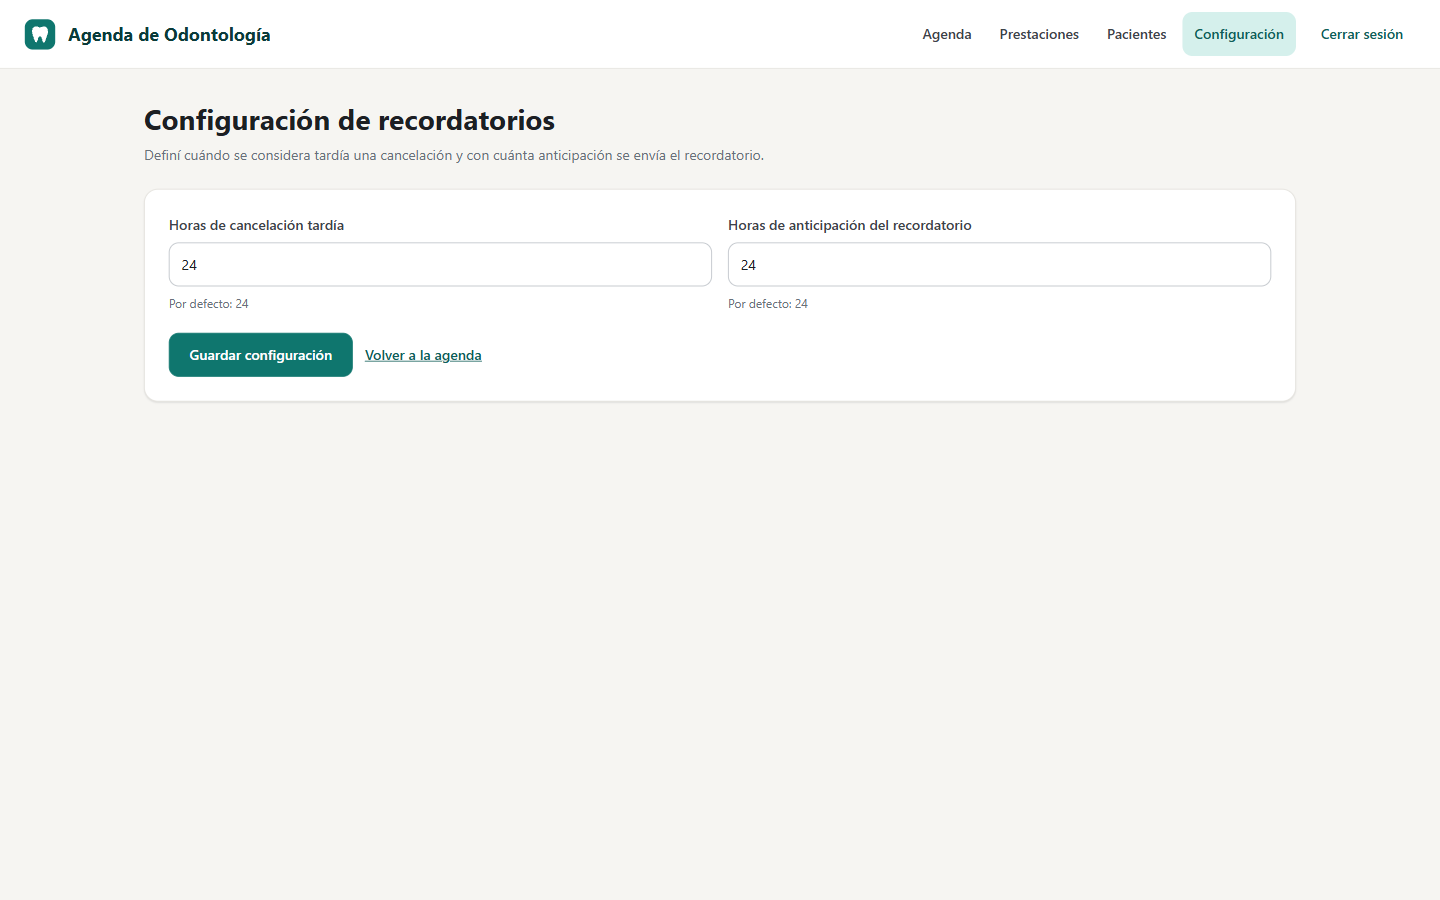 Agenda de Odontología
Agenda
Prestaciones
Pacientes
Configuración
Cerrar sesión
Configuración de recordatorios
Definí cuándo se considera tardía una cancelación y con cuánta anticipación se envía el recordatorio.
Horas de cancelación tardía
24
Por defecto: 24
Horas de anticipación del recordatorio
24
Por defecto: 24
Guardar configuración
Volver a la agenda